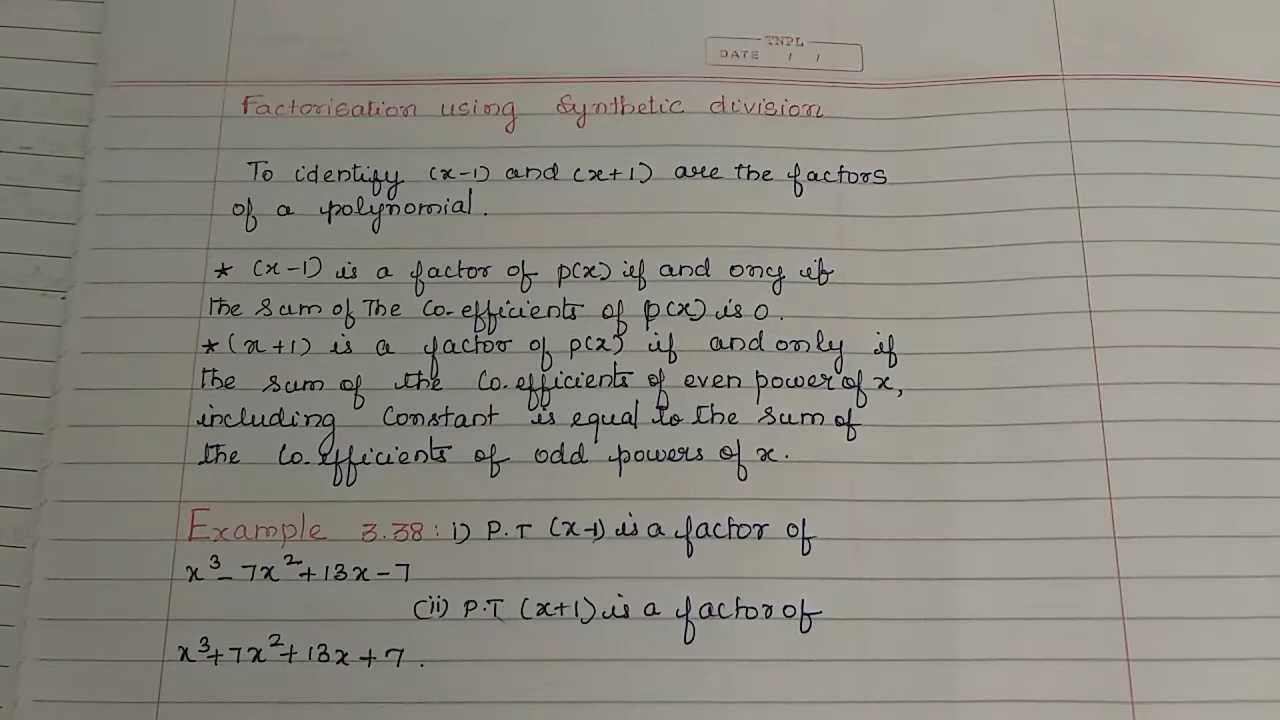 TNPL
DATE / /
Factorisation using Synthetic division
To identify (x-1) and (x+1) are the factors
of a polynomial.
* (x-1) is a factor of p(x) if and ony if
the sum of The Co-efficients of p(x) is 0.
* (x+1) is a factor of p(x) if and only if
the sum of the Co.efficients of even power of x,
including Constant is equal to the sum of
the Co.efficients of odd powers of x.
Example 3.38: i) P.T (x-1) is a factor of
x³-7x²+13x-7
(ii) P.T (x+1) is a factor of
x³+7x²+13x+7.